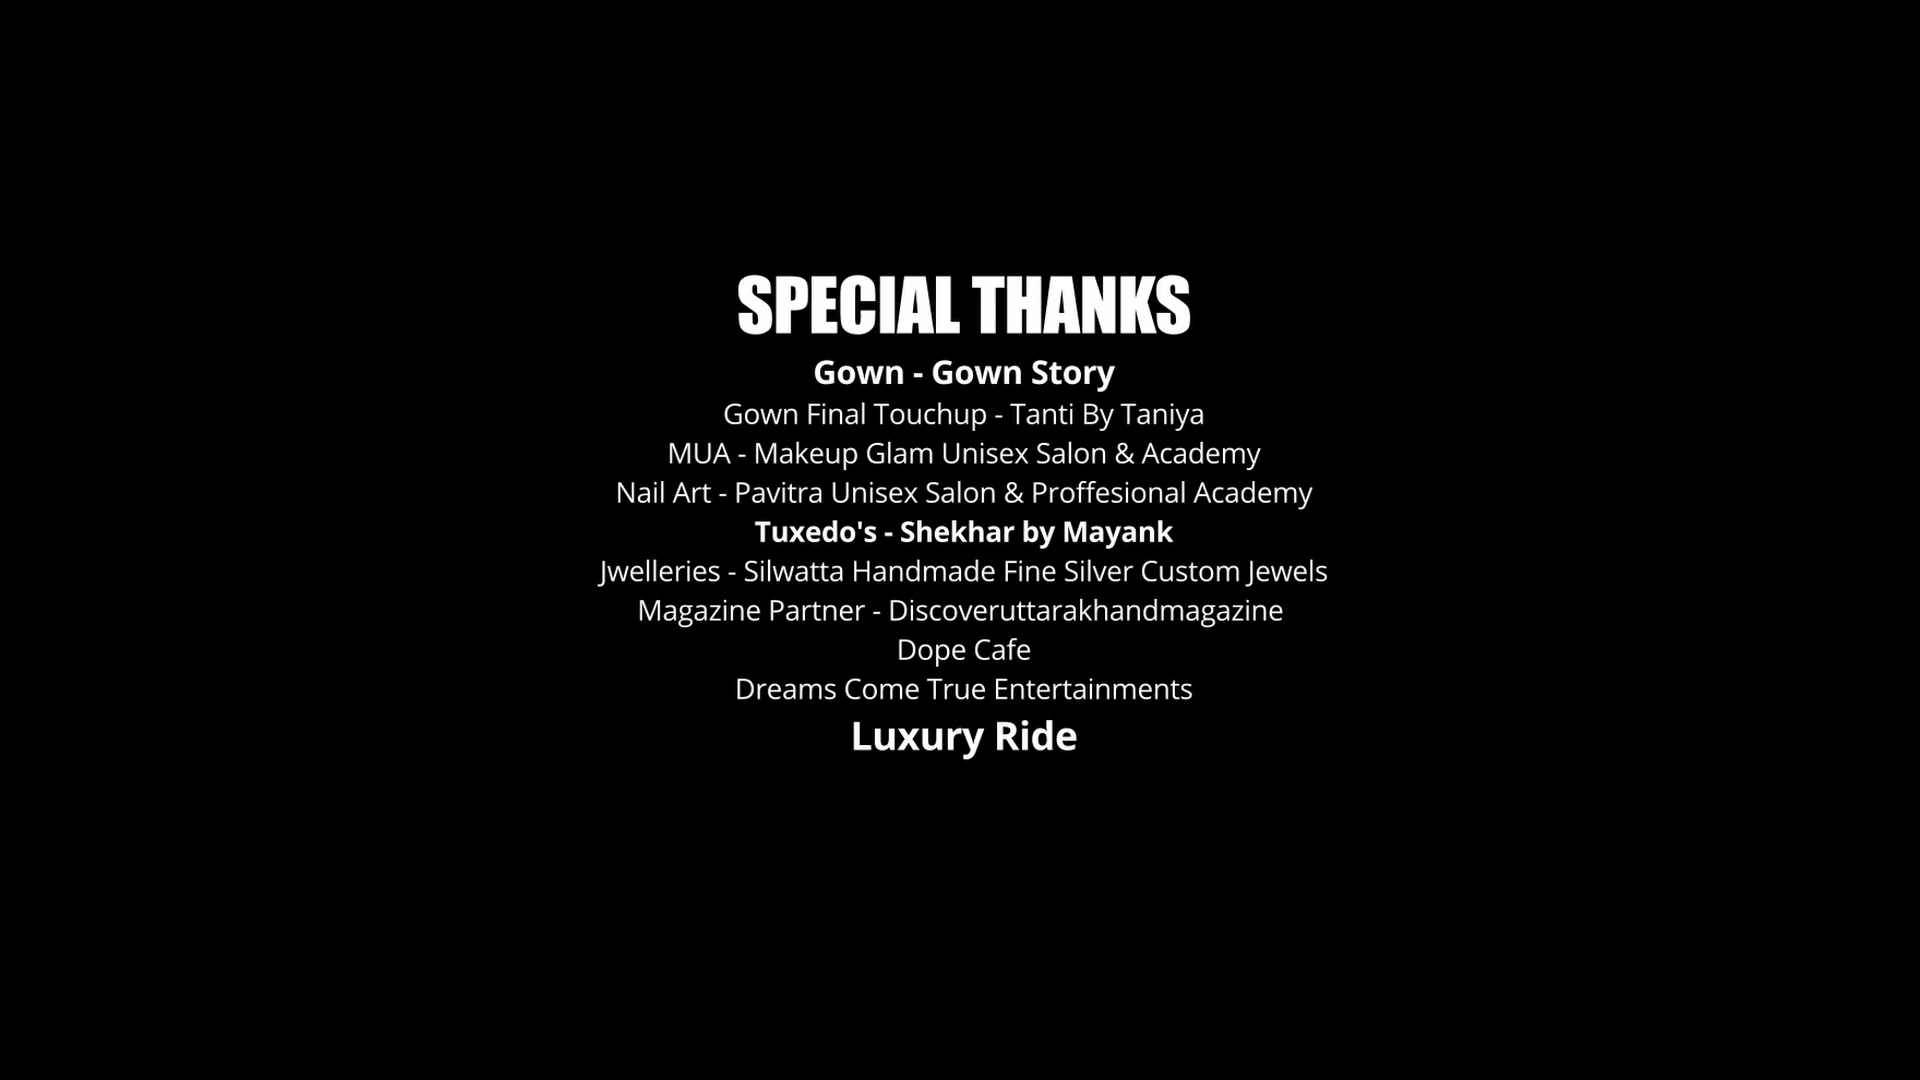 SPECIAL THANKS
Gown - Gown Story
Gown Final Touchup - Tanti By Taniya
MUA - Makeup Glam Unisex Salon & Academy
Nail Art - Pavitra Unisex Salon & Proffesional Academy
Tuxedo's - Shekhar by Mayank
Jwelleries - Silwatta Handmade Fine Silver Custom Jewels
Magazine Partner - Discoveruttarakhandmagazine
Dope Cafe
Dreams Come True Entertainments
Luxury Ride